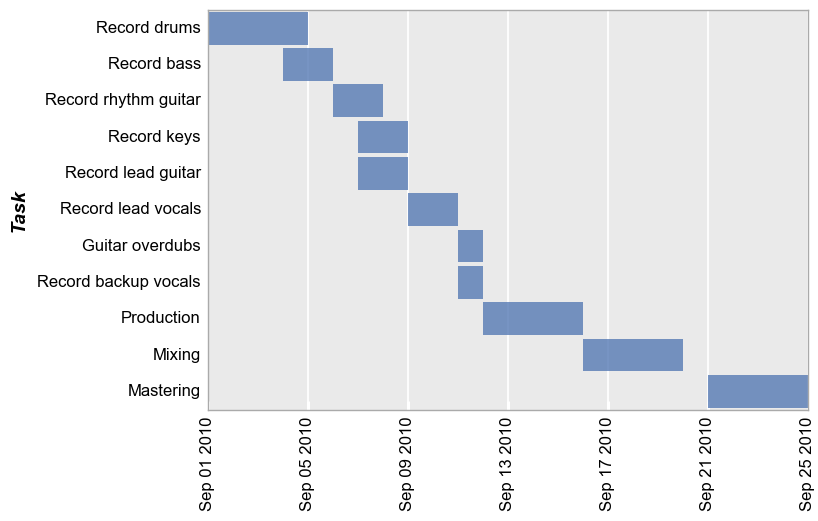 Task
Record drums
Record bass
Record rhythm guitar
Record keys
Record lead guitar
Record lead vocals
Guitar overdubs
Record backup vocals
Production
Mixing
Mastering
Sep 01 2010
Sep 05 2010
Sep 09 2010
Sep 13 2010
Sep 17 2010
Sep 21 2010
Sep 25 2010